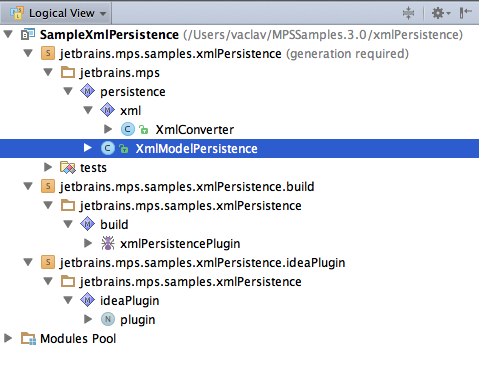 Logical View
SampleXmlPersistence (/Users/vaclav/MPSSamples.3.0/xmlPersistence)
S jetbrains.mps.samples.xmlPersistence (generation required)
jetbrains.mps
M persistence
M xml
C XmlConverter
C XmlModelPersistence
tests
S jetbrains.mps.samples.xmlPersistence.build
jetbrains.mps.samples.xmlPersistence
M build
xmlPersistencePlugin
S jetbrains.mps.samples.xmlPersistence.ideaPlugin
jetbrains.mps.samples.xmlPersistence
M ideaPlugin
N plugin
Modules Pool